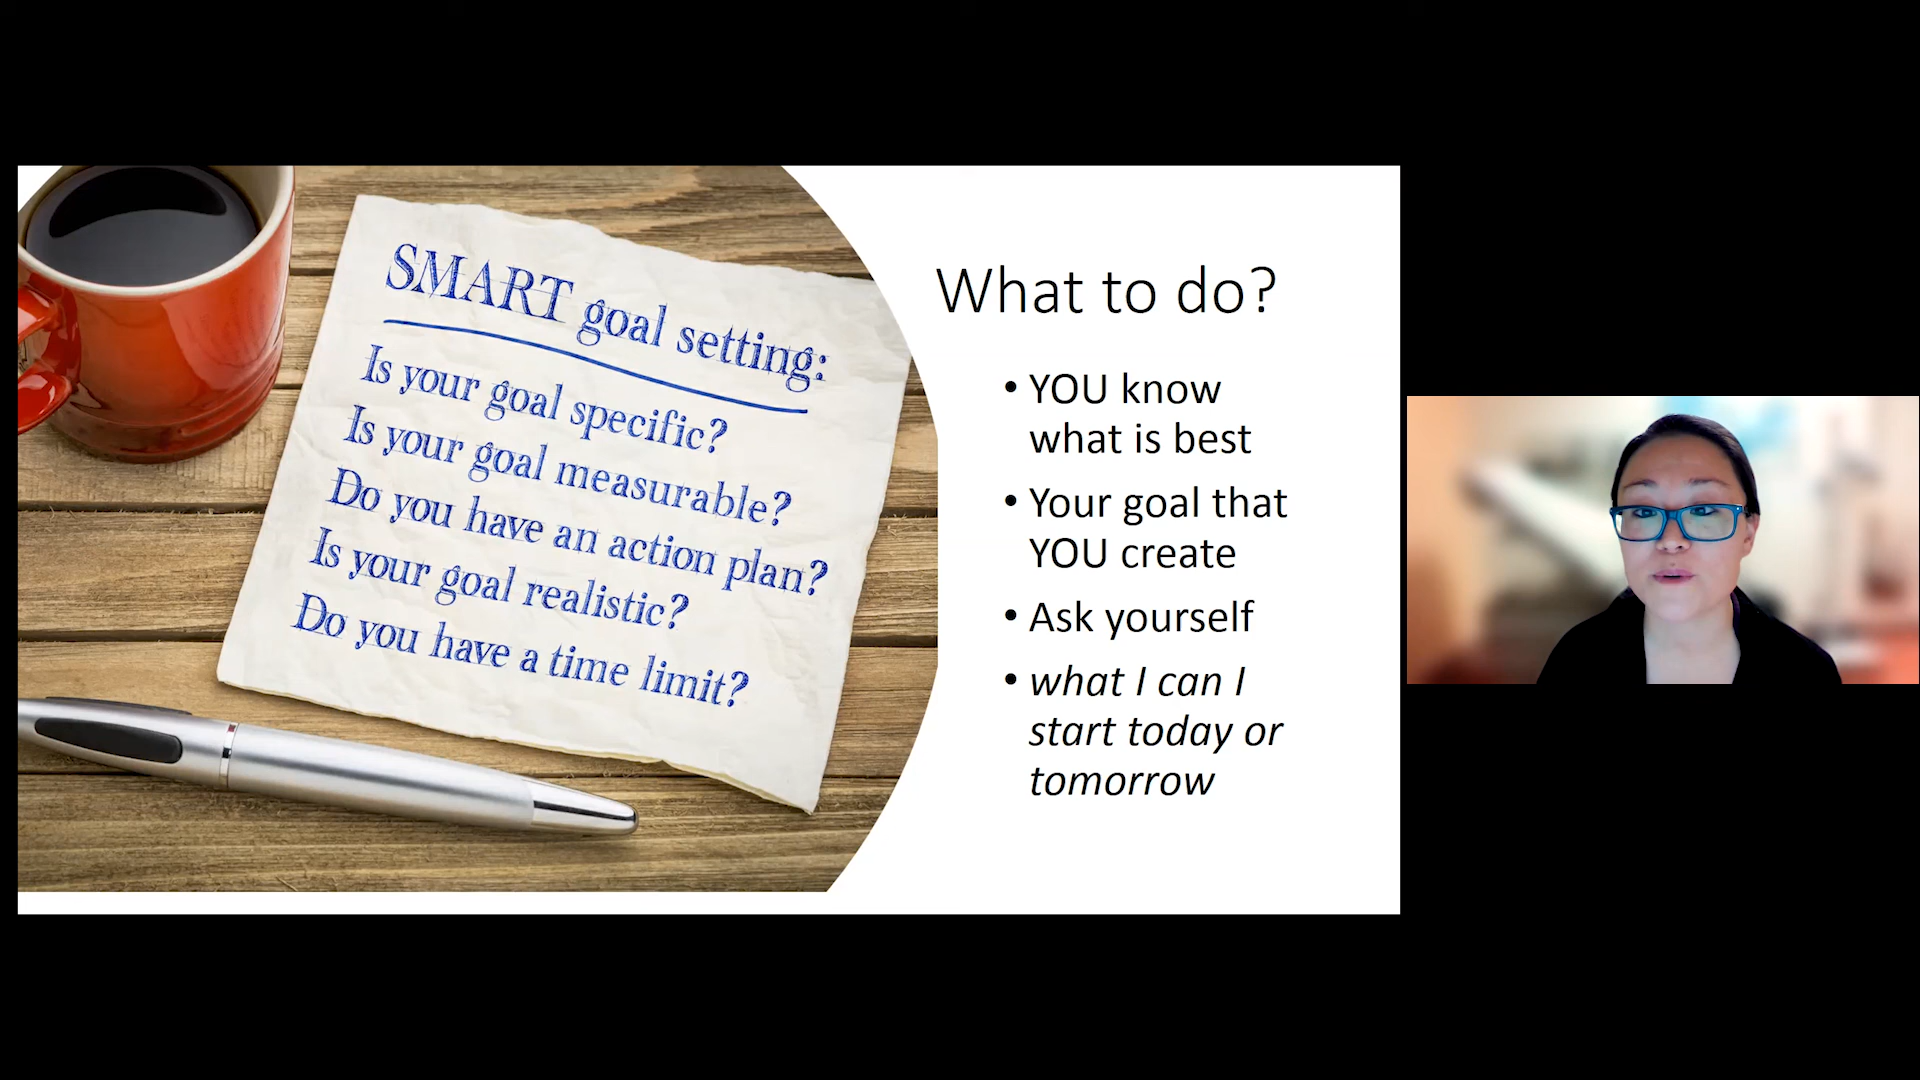 SMART goal setting:
Is your goal specific?
Is your goal measurable?
Do you have an action plan?
Is your goal realistic?
Do you have a time limit?
What to do?
• YOU know
what is best
• Your goal that
YOU create
• Ask yourself
• what I can I
start today or
tomorrow